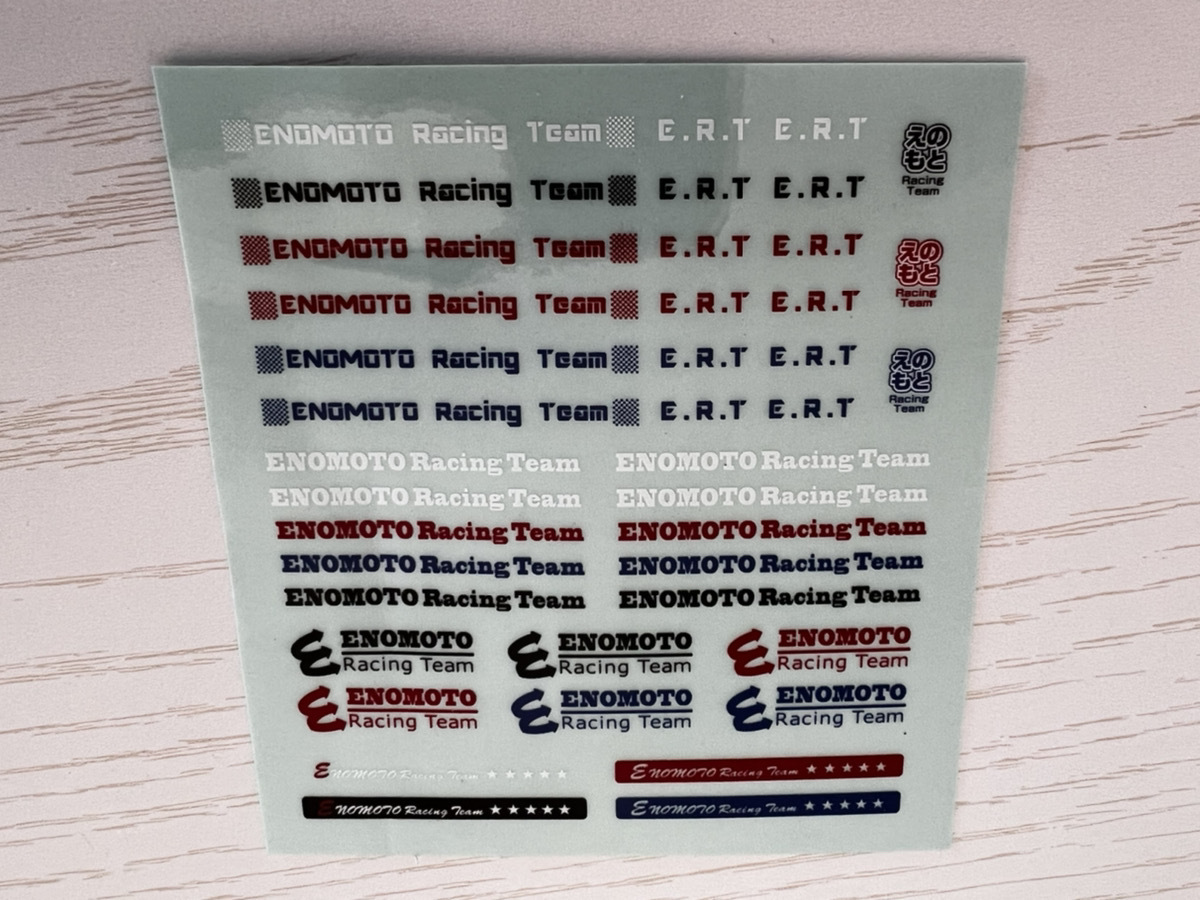 ENOMOTO Racing Team E.R.T E.R.T
えの
もと
Racing
Team
ENOMOTO Racing Team E.R.T E.R.T
ENOMOTO Racing Team E.R.T E.R.T
えの
もと
Racing
Team
ENOMOTO Racing Team E.R.T E.R.T
ENOMOTO Racing Team E.R.T E.R.T
えの
もと
Racing
Team
ENOMOTO Racing Team E.R.T E.R.T
ENOMOTO Racing Team ENOMOTO Racing Team
ENOMOTO Racing Team ENOMOTO Racing Team
ENOMOTO Racing Team ENOMOTO Racing Team
ENOMOTO Racing Team ENOMOTO Racing Team
ENOMOTO Racing Team ENOMOTO Racing Team
E ENOMOTO
Racing Team
E ENOMOTO
Racing Team
E ENOMOTO
Racing Team
E ENOMOTO
Racing Team
E ENOMOTO
Racing Team
E ENOMOTO
Racing Team
ENOMOTO Racing Team ★★★★★
ENOMOTO Racing Team ★★★★★
ENOMOTO Racing Team ★★★★★
ENOMOTO Racing Team ★★★★★